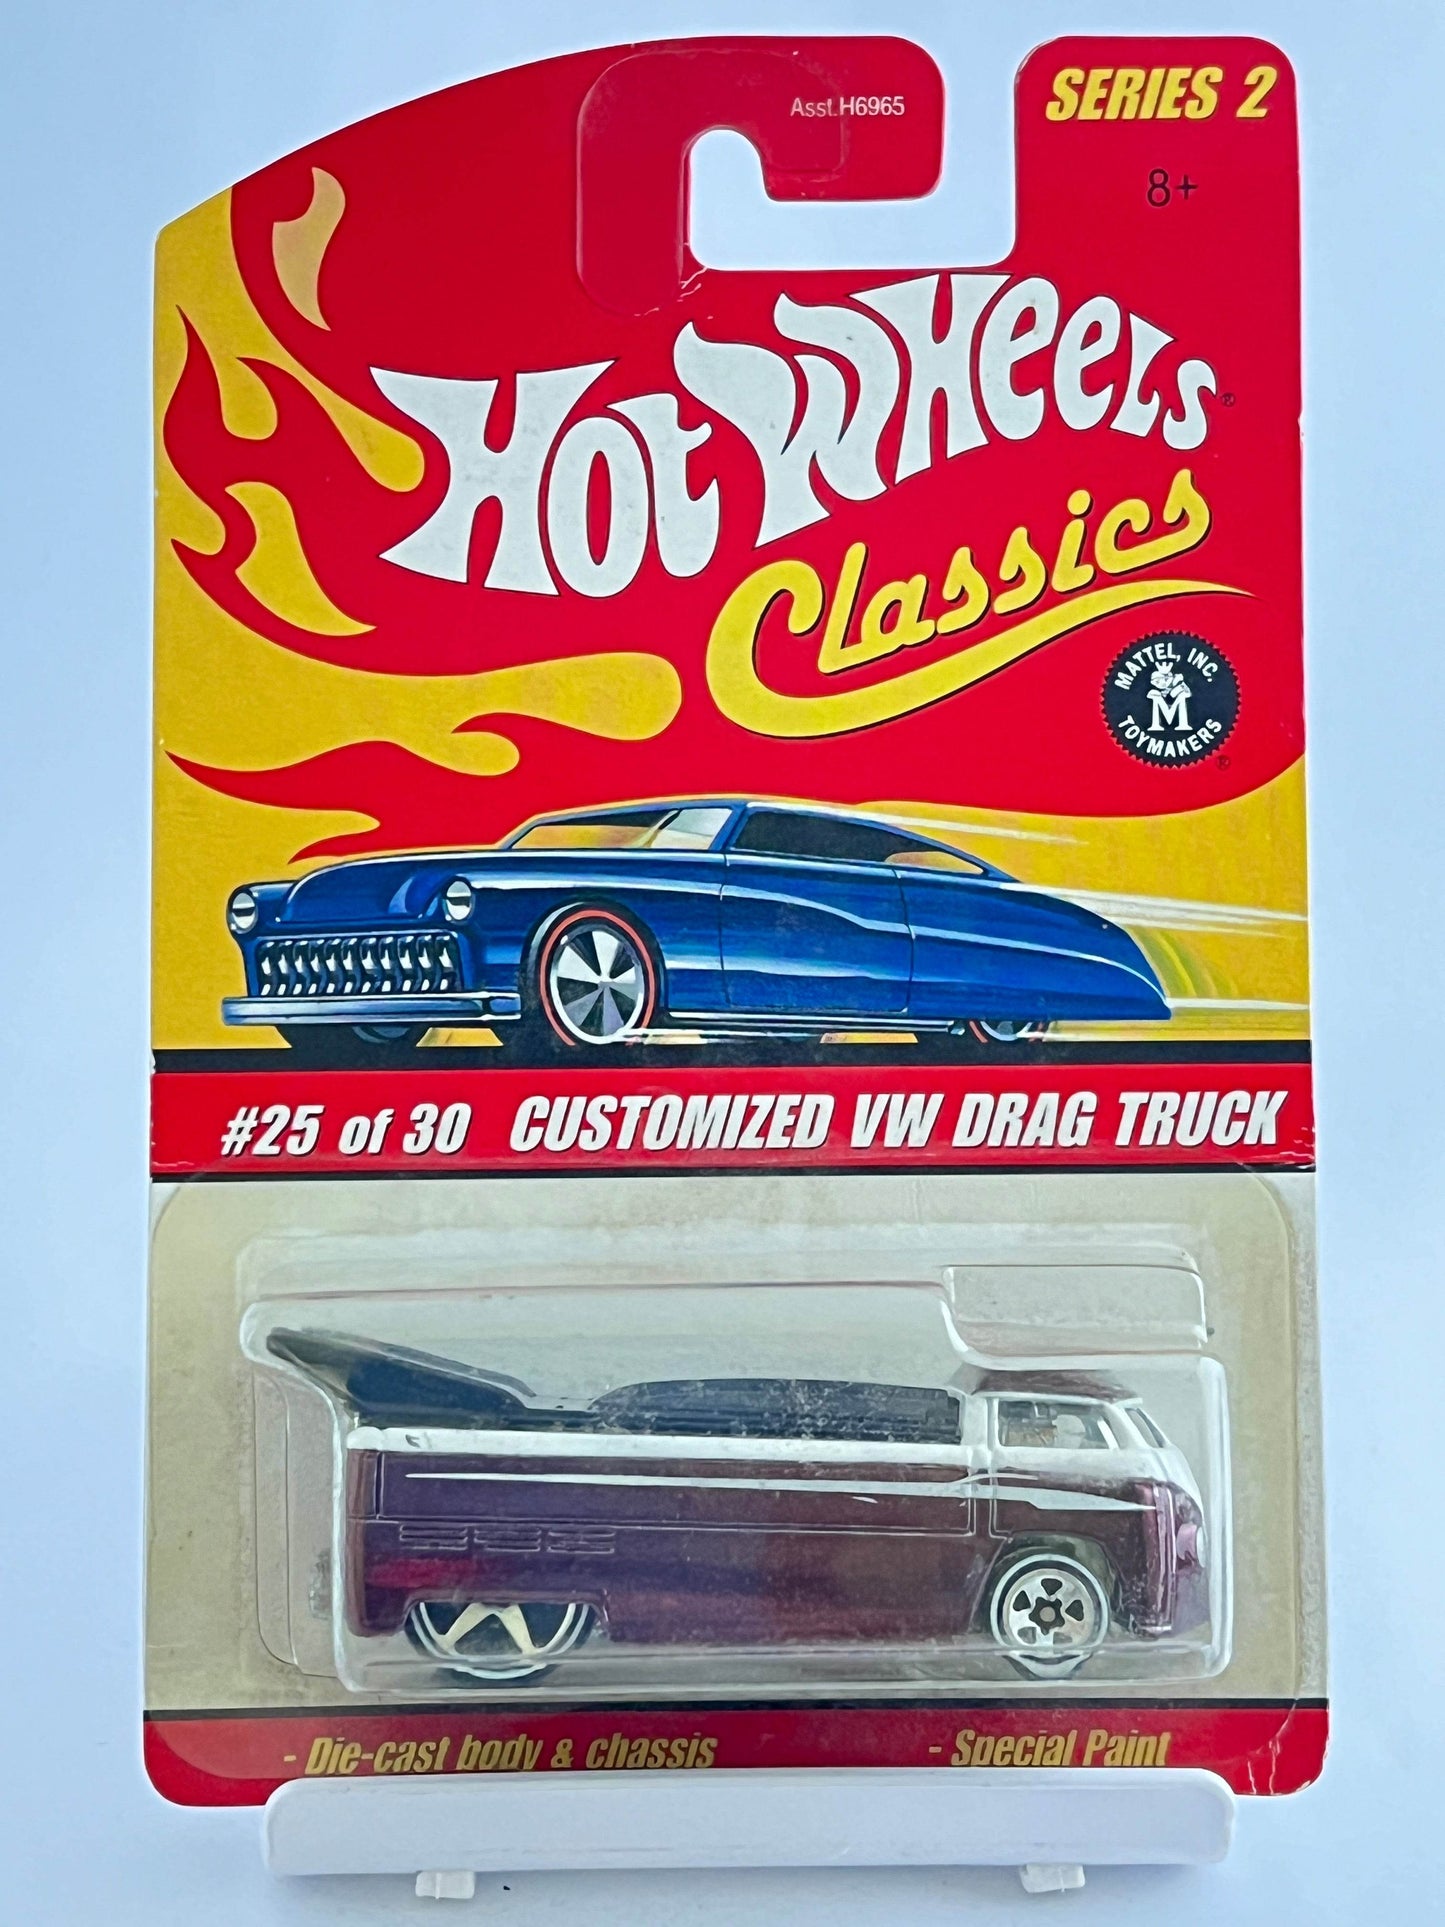 Asst.H6965
SERIES 2
8+
HOT WHEELS®
Classics
MATTEL, INC.
M
TOYMAKERS
®
#25 of 30 CUSTOMIZED VW DRAG TRUCK
- Die-cast body & chassis
- Special Paint